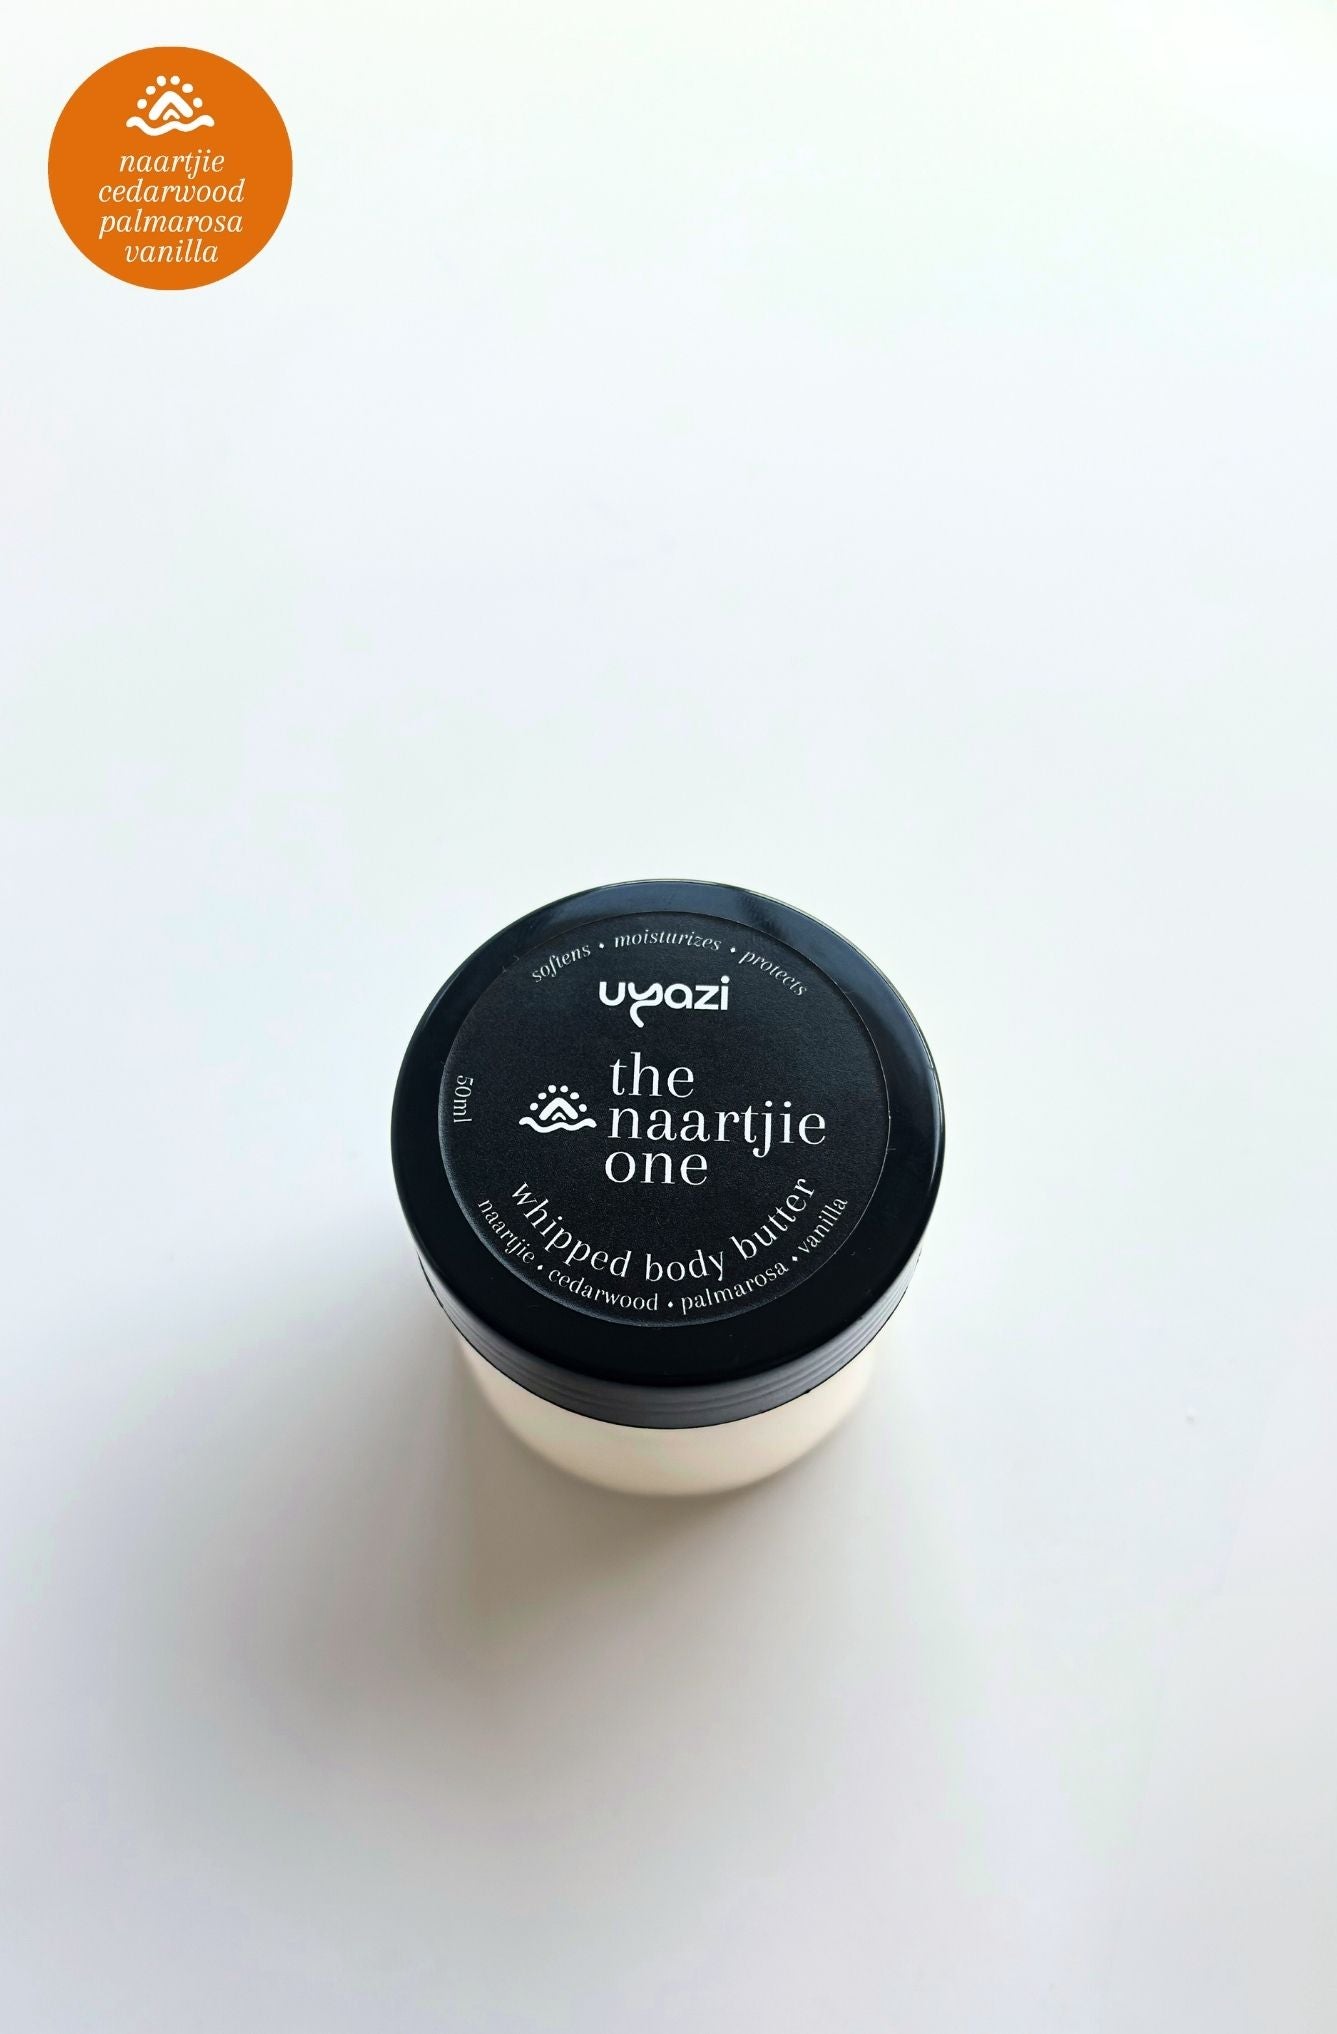 naartjie
cedarwood
palmarosa
vanilla
softens • moisturizes • protects
uyazi
50ml
the
naartjie
one
whipped body butter
naartjie • cedarwood • palmarosa • vanilla